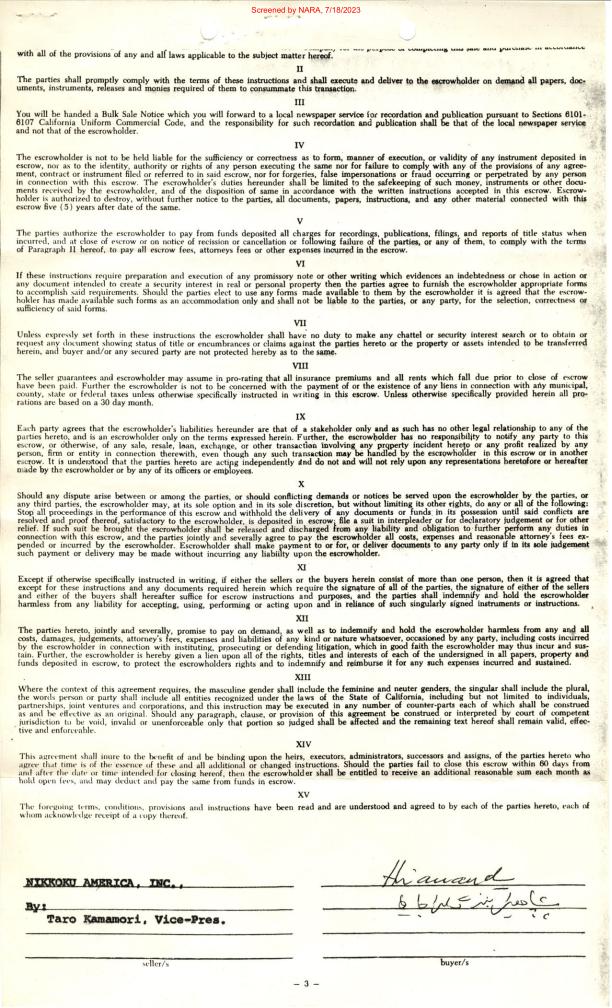 Screened by NARA, 7/18/2023
with all of the provisions of any and all laws applicable to the subject matter hereof.
II
The parties shall promptly comply with the terms of these instructions and shall execute and deliver to the escrowholder on demand all papers, doc-
uments, instruments, releases and monies required of them to consummate this transaction.
III
You will be handed a Bulk Sale Notice which you will forward to a local newspaper service for recordation and publication pursuant to Sections 6101-
6107 California Uniform Commercial Code, and the responsibility for such recordation and publication shall be that of the local newspaper service
and not that of the escrowholder.
IV
The escrowholder is not to be held liable for the sufficiency or correctness as to form, manner of execution, or validity of any instrument deposited in
escrow, nor as to the identity, authority or rights of any person executing the same nor for failure to comply with any of the provisions of any agree-
ment, contract or instrument filed or referred to in said escrow, nor for forgeries, false impersonations or fraud occurring or perpetrated by any person
in connection with this escrow. The escrowholder's duties hereunder shall be limited to the safekeeping of such money, instruments or other docu-
ments received by the escrowholder, and of the disposition of same in accordance with the written instructions accepted in this escrow. Escrow-
holder is authorized to destroy, without further notice to the parties, all documents, papers, instruments, and any other material connected with this
escrow five (5) years after date of the same.
V
The parties authorize the escrowholder to pay from funds deposited all charges for recordings, publications, filings, and reports of title status when
incurred, and at close of escrow or on notice of recission or cancellation or following failure of the parties, or any of them, to comply with the terms
of Paragraph II hereof, to pay all escrow fees, attorneys fees or other expenses incurred in the escrow.
VI
If these instructions require preparation and execution of any promissory note or other writing which evidences an indebtedness or chose in action or
any document intended to create a security interest in real or personal property then the parties agree to furnish the escrowholder appropriate forms
to accomplish said requirements. Should the parties elect to use any forms made available to them by the escrowholder it is agreed that the escrow-
holder has made available such forms as an accommodation only and shall not be liable to the parties, or any party, for the selection, correctness or
sufficiency of said forms.
VII
Unless expressly set forth in these instructions the escrowholder shall have no duty to make any chattel or security interest search or to obtain or
request any document showing status of title or encumbrances or claims against the parties hereto or the property or assets intended to be transferred
herein, and buyer and/or any secured party are not protected hereby as to the same.
VIII
The seller guarantees and escrowholder may assume in pro-rating that all insurance premiums and all rents which fall due prior to close of escrow
have been paid. Further the escrowholder is not to be concerned with the payment of or the existence of any liens in connection with any municipal,
county, state or federal taxes unless otherwise specifically instructed in writing in this escrow. Unless otherwise specifically provided herein all pro-
rations are based on a 30 day month.
IX
Each party agrees that the escrowholder's liabilities hereunder are that of a stakeholder only and as such has no other legal relationship to any of the
parties hereto, and is an escrowholder only on the terms expressed herein. Further, the escrowholder has no responsibility to notify any party to this
escrow, or otherwise, of any sale, resale, loan, exchange, or other transaction involving any property incident hereto or any profit realized by any
person, firm or entity in connection therewith, even though any such transaction may be handled by the escrowholder in this escrow or in another
escrow. It is understood that the parties hereto are acting independently and do not and will not rely upon any representations heretofore or hereafter
made by the escrowholder or by any of its officers or employees.
X
Should any dispute arise between or among the parties, or should conflicting demands or notices be served upon the escrowholder by the parties, or
any third parties, the escrowholder may, at its sole option and in its sole discretion, but without limiting its other rights, do any or all of the following:
Stop all proceedings in the performance of this escrow and withhold the delivery of any documents or funds in its possession until said conflicts are
resolved and proof thereof, satisfactory to the escrowholder, is deposited in escrow; file a suit in interpleader or for declaratory judgement or for other
relief. If such suit be brought the escrowholder shall be released and discharged from any liability and obligation to further perform any duties in
connection with this escrow, and the parties jointly and severally agree to pay the escrowholder all costs, expenses and reasonable attorney's fees ex-
pended or incurred by the escrowholder. Escrowholder shall make payment to or for, or deliver documents to any party only if in its sole judgement
such payment or delivery may be made without incurring any liability upon the escrowholder.
XI
Except if otherwise specifically instructed in writing, if either the sellers or the buyers herein consist of more than one person, then it is agreed that
except for these instructions and any documents required herein which require the signature of all of the parties, the signature of either of the sellers
and either of the buyers shall hereafter suffice for escrow instructions and purposes, and the parties shall indemnify and hold the escrowholder
harmless from any liability for accepting, using, performing or acting upon and in reliance of such singularly signed instruments or instructions.
XII
The parties hereto, jointly and severally, promise to pay on demand, as well as to indemnify and hold the escrowholder harmless from any and all
costs, damages, judgements, attorney's fees, expenses and liabilities of any kind or nature whatsoever, occasioned by any party, including costs incurred
by the escrowholder in connection with instituting, prosecuting or defending litigation, which in good faith the escrowholder may thus incur and sus-
tain. Further, the escrowholder is hereby given a lien upon all of the rights, titles and interests of each of the undersigned in all papers, property and
funds deposited in escrow, to protect the escrowholders rights and to indemnify and reimburse it for any such expenses incurred and sustained.
XIII
Where the context of this agreement requires, the masculine gender shall include the feminine and neuter genders, the singular shall include the plural,
the words person or party shall include all entities recognized under the laws of the State of California, including but not limited to individuals,
partnerships, joint ventures and corporations, and this instruction may be executed in any number of counter-parts each of which shall be construed
as and be effective as an original. Should any paragraph, clause, or provision of this agreement be construed or interpreted by court of competent
jurisdiction to be void, invalid or unenforceable only that portion so judged shall be affected and the remaining text hereof shall remain valid, effec-
tive and enforceable.
XIV
This agreement shall inure to the benefit of and be binding upon the heirs, executors, administrators, successors and assigns, of the parties hereto who
agree that time is of the essence of these and all additional or changed instructions. Should the parties fail to close this escrow within 60 days from
and after the date or time intended for closing hereof, then the escrowholder shall be entitled to receive an additional reasonable sum each month as
hold open fees, and may deduct and pay the same from funds in escrow.
XV
The foregoing terms, conditions, provisions and instructions have been read and are understood and agreed to by each of the parties hereto, each of
whom acknowledge receipt of a copy thereof.
NIKKOKU AMERICA, INC.,
By:
Taro Kamamori, Vice-Pres.
seller/s
buyer/s
- 3 -